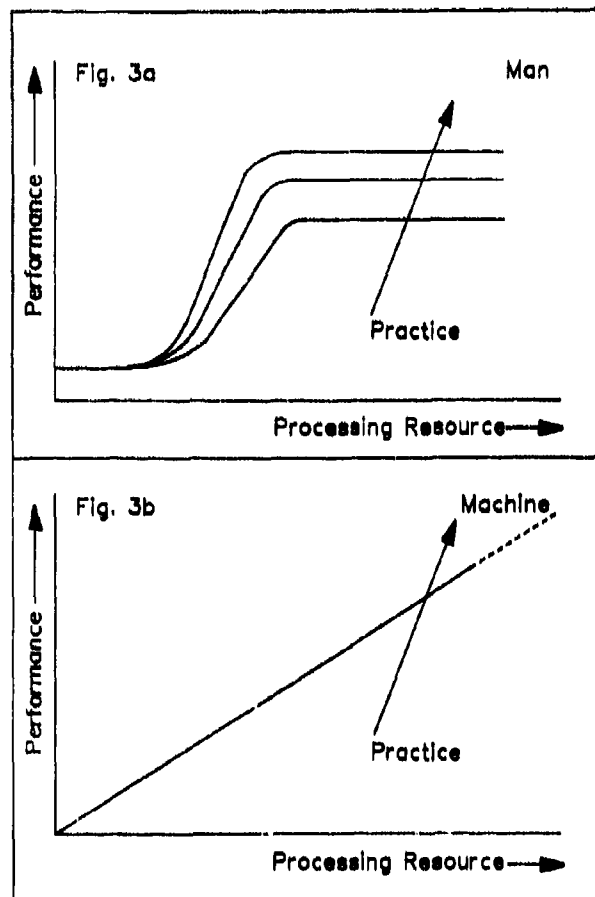 Fig. 3a
Man
Performance
Practice
Processing Resource
Fig. 3b
Machine
Performance
Practice
Processing Resource